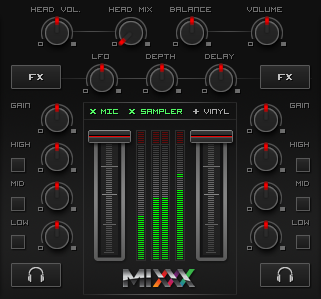 HEAD VOL. HEAD MIX BALANCE VOLUME
LFO DEPTH DELAY
FX FX
GAIN × MIC × SAMPLER + VINYL GAIN
HIGH HIGH
MID MID
LOW LOW
MIXXX